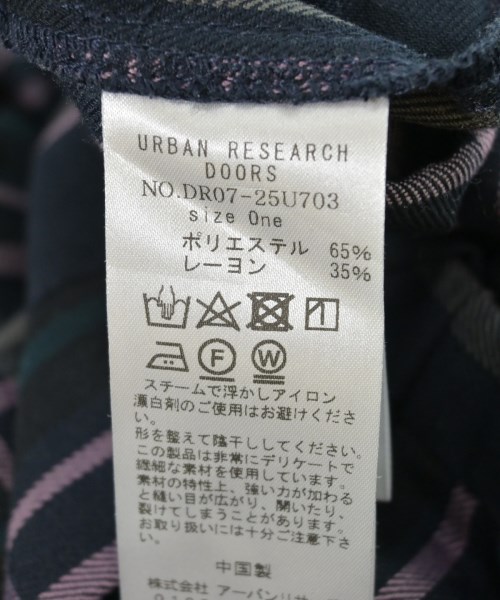 URBAN RESEARCH
DOORS
NO.DR07-25U703
size One
ポリエステル 65%
レーヨン 35%
F W
スチームで浮かしアイロン
漂白剤のご使用はお避けくださ
い。
形を整えて陰干ししてください。
この製品は非常にデリケートで
繊細な素材を使用しています。
素材の特性上、強い力が加わる
と縫い目が広がり、開いたり、
裂けてしまうことがあります。
お取り扱いには十分ご注意下さ
い。
中国製
株式会社 アーバンリサ